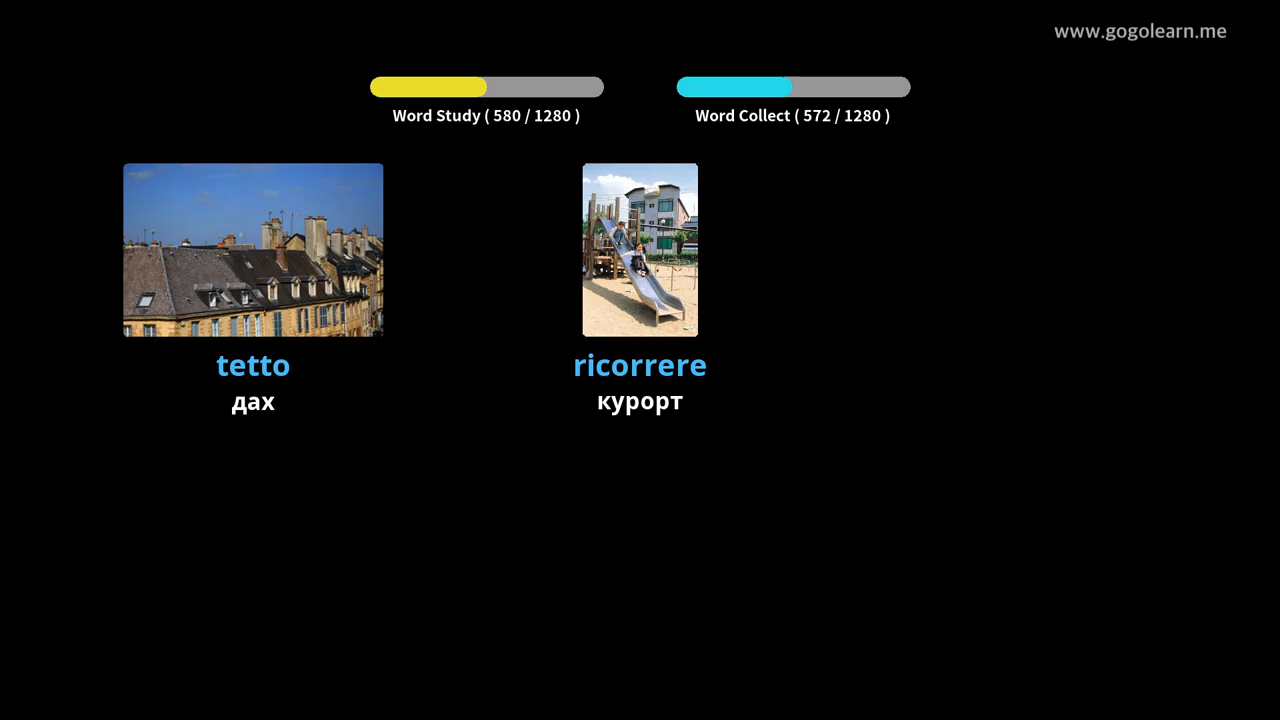 www.gogolearn.me
Word Study ( 580 / 1280 )
Word Collect ( 572 / 1280 )
tetto
дах
ricorrere
курорт